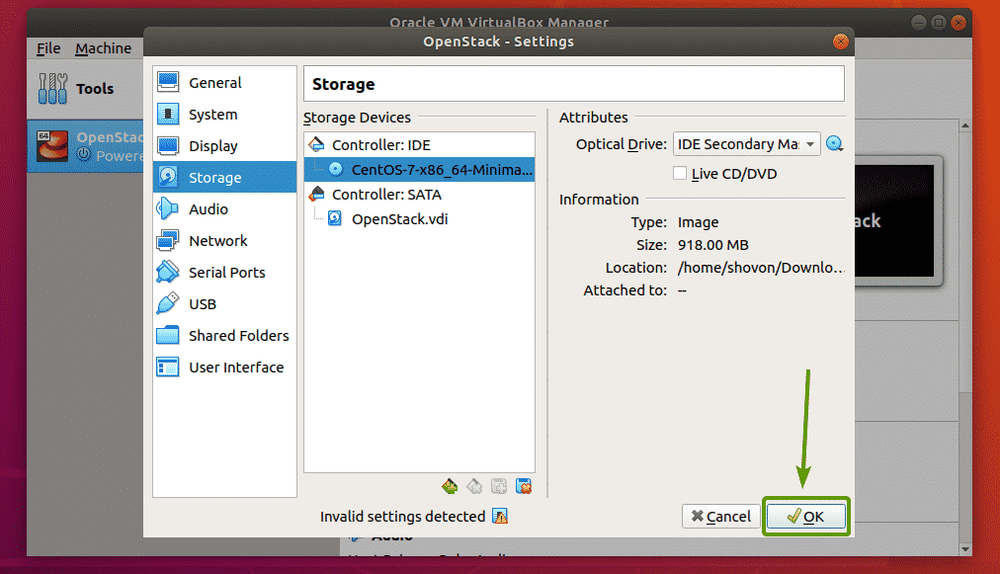 Oracle VM VirtualBox Manager
OpenStack - Settings
File Machine
Tools
64
OpenStac
Powere
General
System
Display
Storage
Audio
Network
Serial Ports
USB
Shared Folders
User Interface
Storage
Storage Devices
Controller: IDE
CentOS-7-x86_64-Minima...
Controller: SATA
OpenStack.vdi
Attributes
Optical Drive: IDE Secondary Ma
Live CD/DVD
Information
Type: Image
Size: 918.00 MB
Location: /home/shovon/Downlo...
Attached to: --
ack
Invalid settings detected
Cancel
OK
Audio